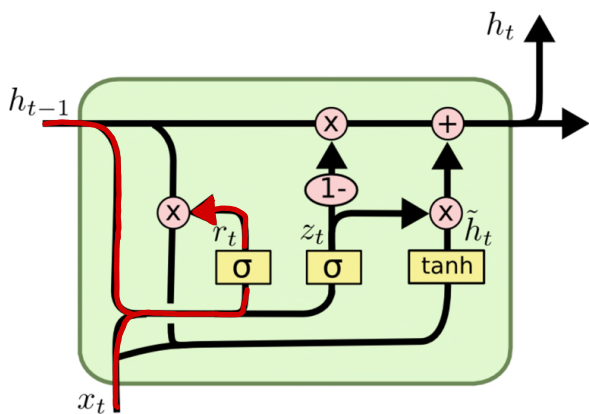 h_t
h_{t-1}
x +
1-
x r_t z_t x h̃_t
σ σ tanh
x_t